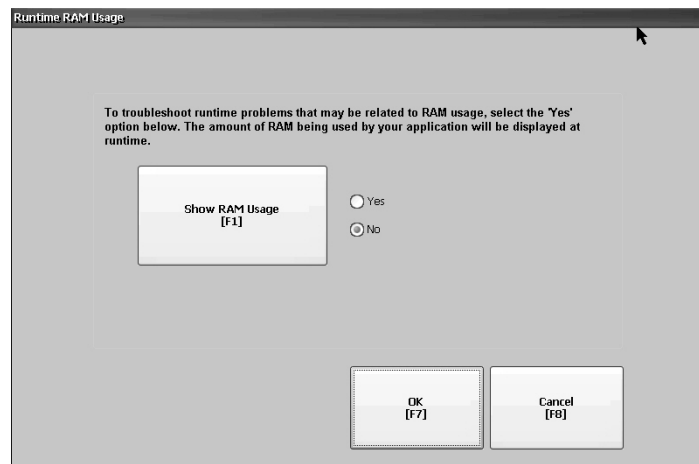 Runtime RAM Usage
To troubleshoot runtime problems that may be related to RAM usage, select the 'Yes'
option below. The amount of RAM being used by your application will be displayed at
runtime.
Show RAM Usage
[F1]
Yes
No
OK
[F7]
Cancel
[F8]